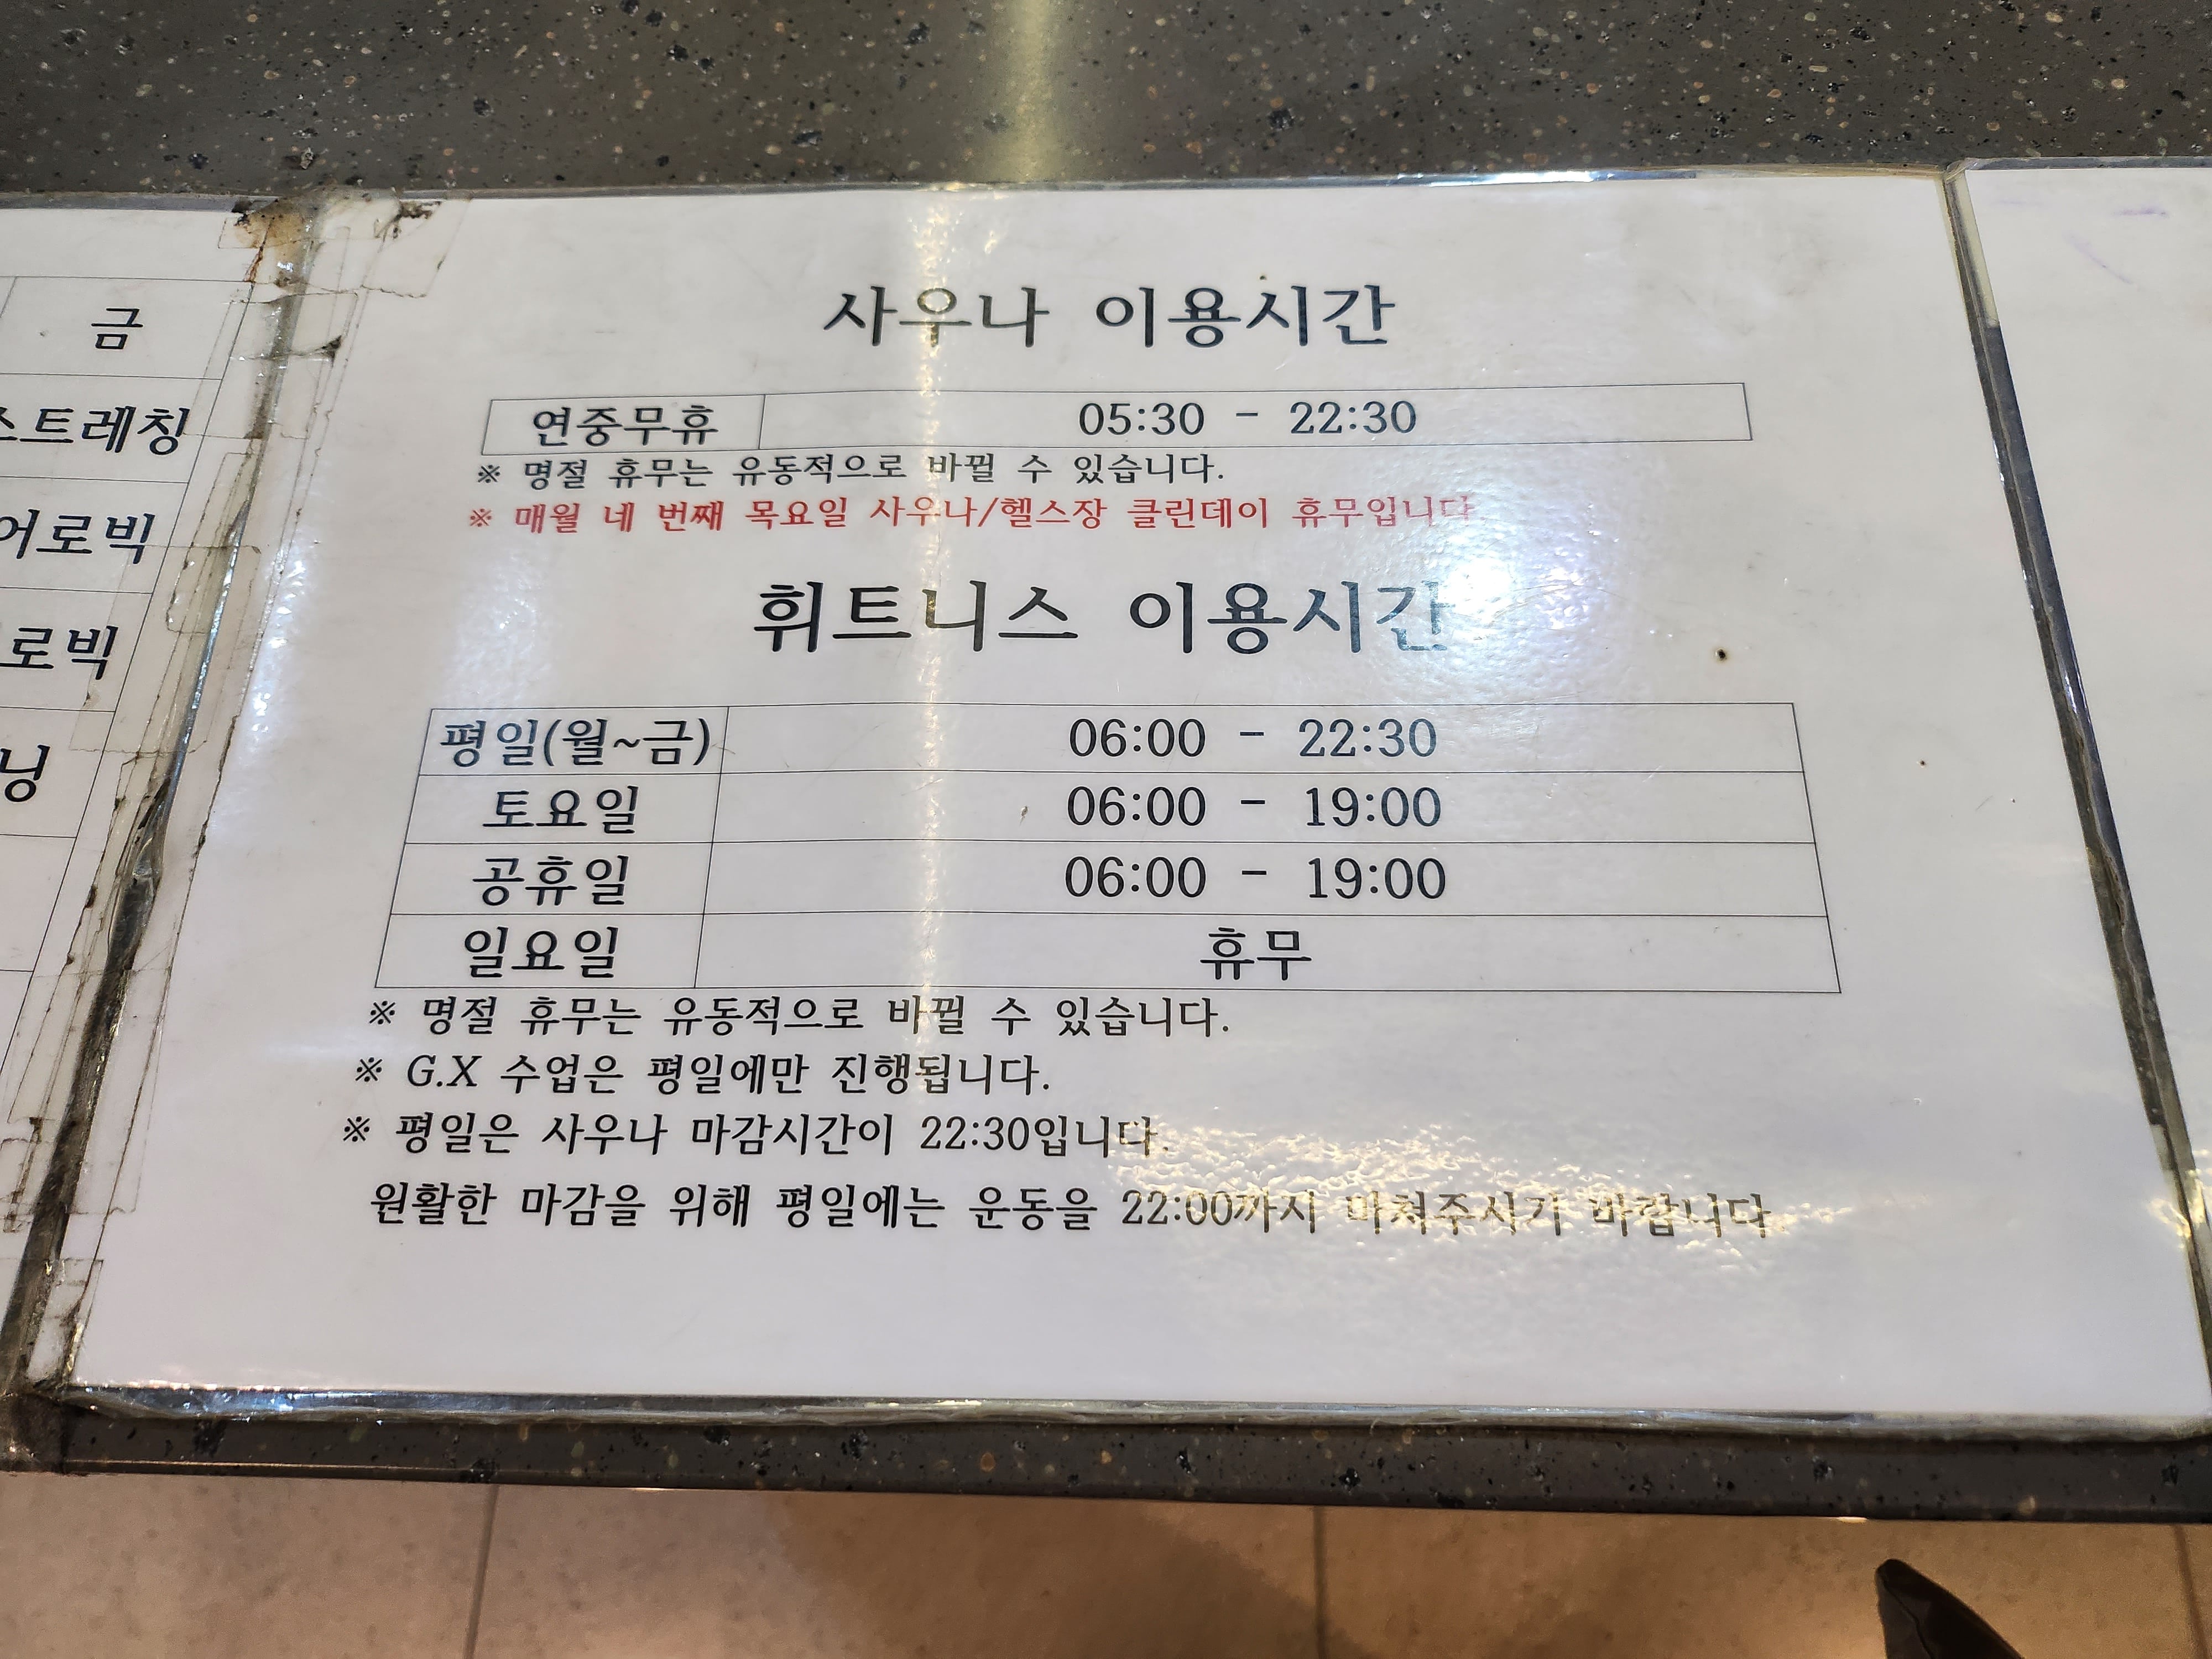 금
스트레칭
어로빅
로빅
닝
사우나 이용시간
연중무휴 05:30 - 22:30
※ 명절 휴무는 유동적으로 바뀔 수 있습니다.
※ 매월 네 번째 목요일 사우나/헬스장 클린데이 휴무입니다.
휘트니스 이용시간
평일(월~금) 06:00 - 22:30
토요일 06:00 - 19:00
공휴일 06:00 - 19:00
일요일 휴무
※ 명절 휴무는 유동적으로 바뀔 수 있습니다.
※ G.X 수업은 평일에만 진행됩니다.
※ 평일은 사우나 마감시간이 22:30입니다.
원활한 마감을 위해 평일에는 운동을 22:00까지 마쳐주시기 바랍니다.